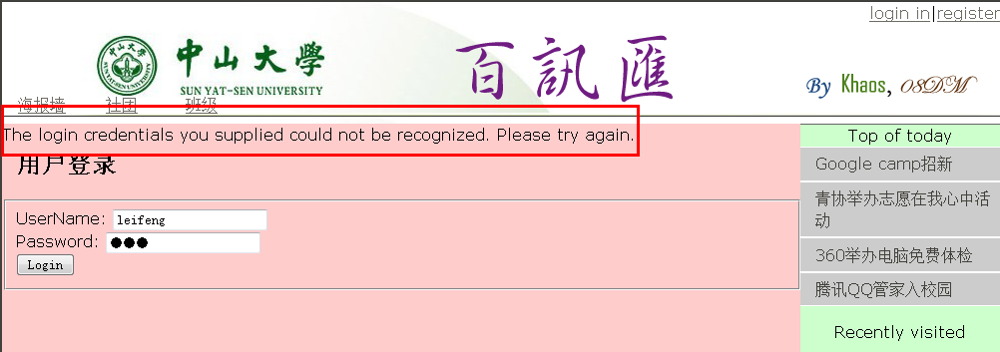 login in|register
中山大學
SUN YAT-SEN UNIVERSITY
百訊匯
By Khaos, 08DM
海报墙 社团 班级
The login credentials you supplied could not be recognized. Please try again.
用户登录
UserName: leifeng
Password: ●●●
Login
Top of today
Google camp招新
青协举办志愿在我心中活
动
360举办电脑免费体检
腾讯QQ管家入校园
Recently visited